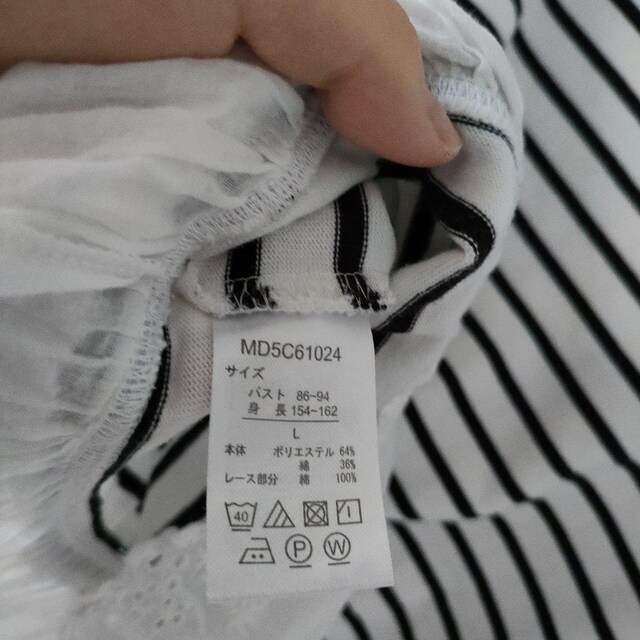 MD5C61024
サイズ
バスト 86-94
身 長 154-162
L
本体 ポリエステル 64%
綿 36%
レース部分 綿 100%
40
P W